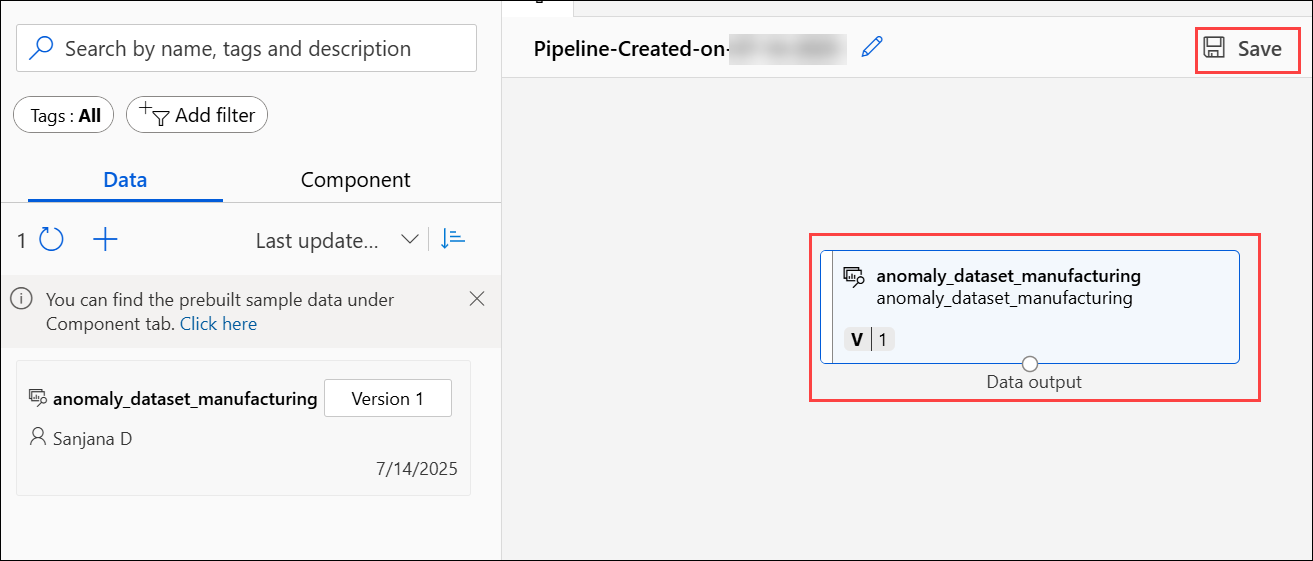 Search by name, tags and description
Tags : All
Add filter
Data
Component
1
Last update...
You can find the prebuilt sample data under
Component tab. Click here
anomaly_dataset_manufacturing
Version 1
Sanjana D
7/14/2025
Pipeline-Created-on-
Save
anomaly_dataset_manufacturing
anomaly_dataset_manufacturing
V 1
Data output